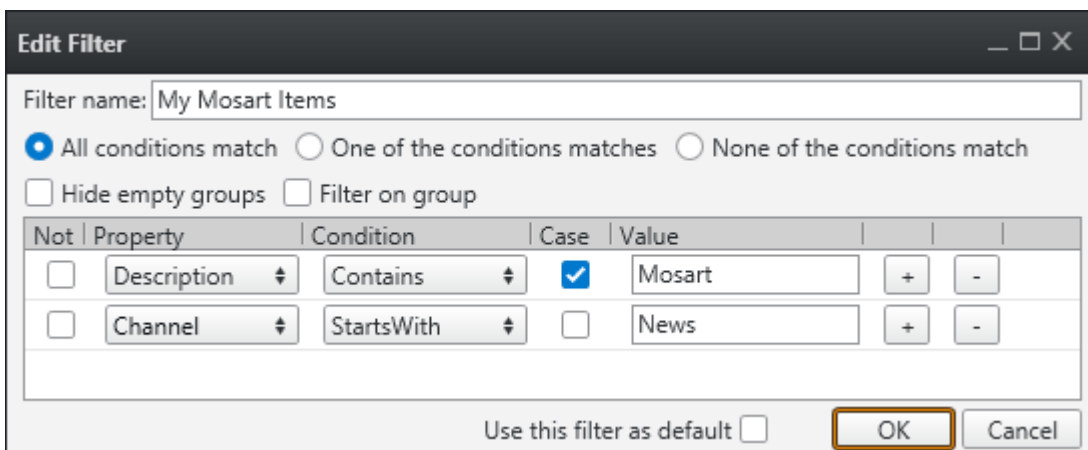 Edit Filter
Filter name: My Mosart Items
All conditions match One of the conditions matches None of the conditions match
Hide empty groups Filter on group
Not Property Condition Case Value
Description Contains Mosart + -
Channel StartsWith News + -
Use this filter as default OK Cancel